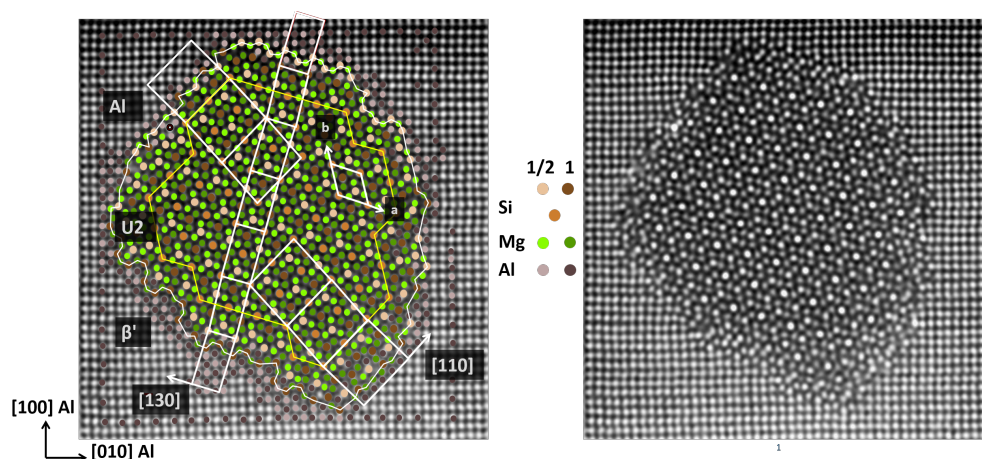 Al
b
1/2 1
Si
a
U2
Mg
Al
β'
[110]
[130]
[100] Al
[010] Al
1